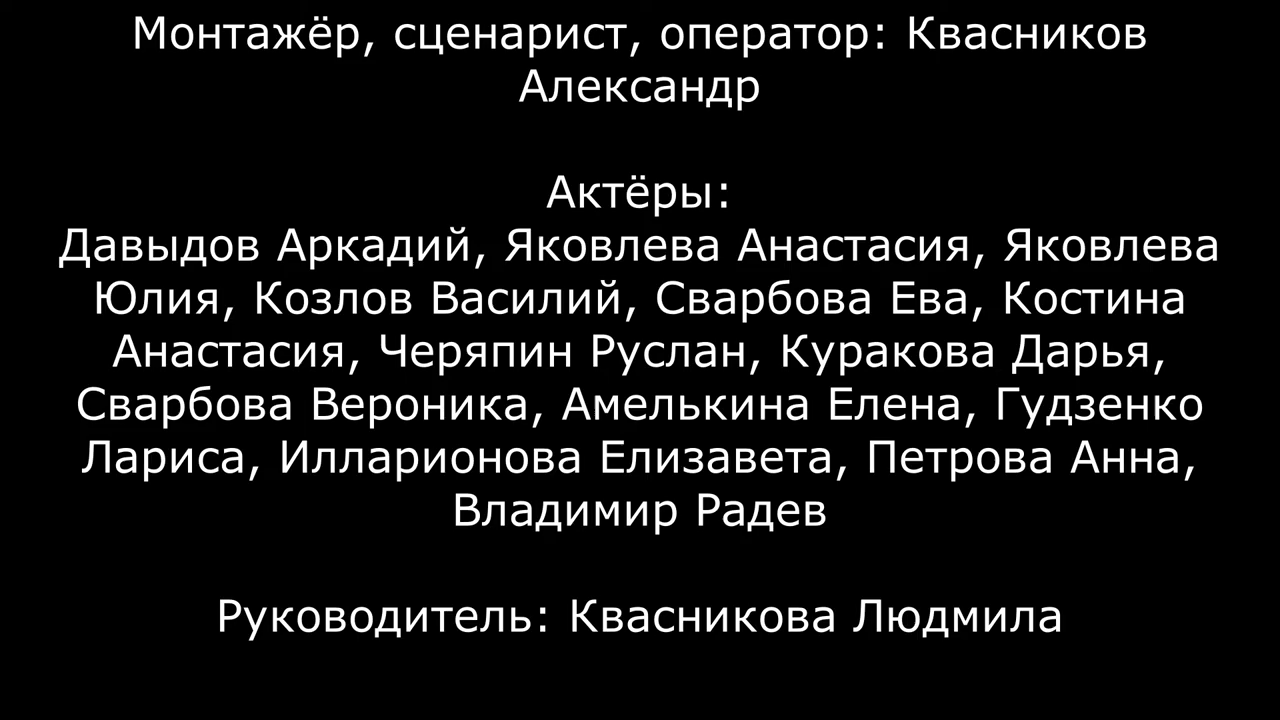 Монтажёр, сценарист, оператор: Квасников
Александр
Актёры:
Давыдов Аркадий, Яковлева Анастасия, Яковлева
Юлия, Козлов Василий, Сварбова Ева, Костина
Анастасия, Черяпин Руслан, Куракова Дарья,
Сварбова Вероника, Амелькина Елена, Гудзенко
Лариса, Илларионова Елизавета, Петрова Анна,
Владимир Радев
Руководитель: Квасникова Людмила